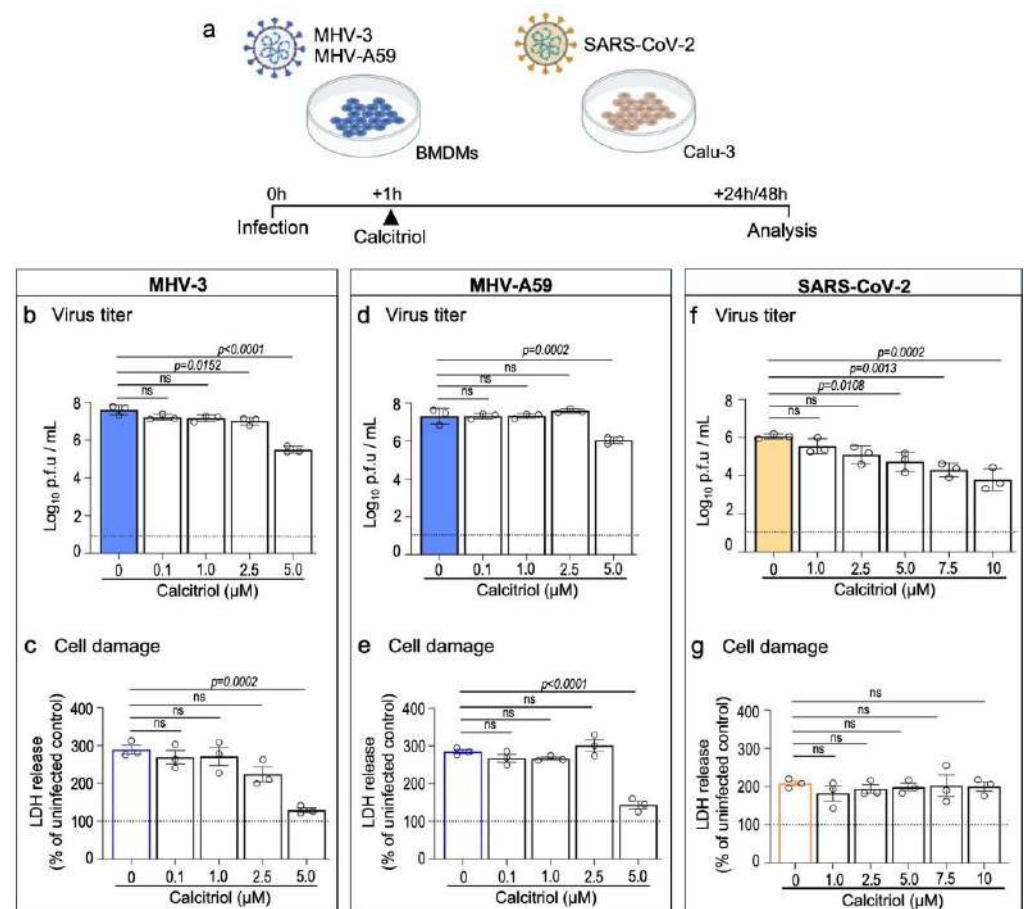 a
MHV-3
MHV-A59
SARS-CoV-2
BMDMs
Calu-3
0h
+1h
+24h/48h
Infection
Calcitriol
Analysis
MHV-3
b Virus titer
p<0.0001
p=0.0152
ns
ns
Log10 p.f.u / mL
8
6
4
2
0
0 0.1 1.0 2.5 5.0
Calcitriol (µM)
c Cell damage
p=0.0002
ns
ns
ns
LDH release
(% of uninfected control)
400
300
200
100
0
0 0.1 1.0 2.5 5.0
Calcitriol (µM)
MHV-A59
d Virus titer
p=0.0002
ns
ns
ns
Log10 p.f.u / mL
8
6
4
2
0
0 0.1 1.0 2.5 5.0
Calcitriol (µM)
e Cell damage
p<0.0001
ns
ns
ns
LDH release
(% of uninfected control)
400
300
200
100
0
0 0.1 1.0 2.5 5.0
Calcitriol (µM)
SARS-CoV-2
f Virus titer
p=0.0002
p=0.0013
p=0.0108
ns
ns
Log10 p.f.u / mL
8
6
4
2
0
0 1.0 2.5 5.0 7.5 10
Calcitriol (µM)
g Cell damage
ns
ns
ns
ns
ns
LDH release
(% of uninfected control)
400
300
200
100
0
0 1.0 2.5 5.0 7.5 10
Calcitriol (µM)